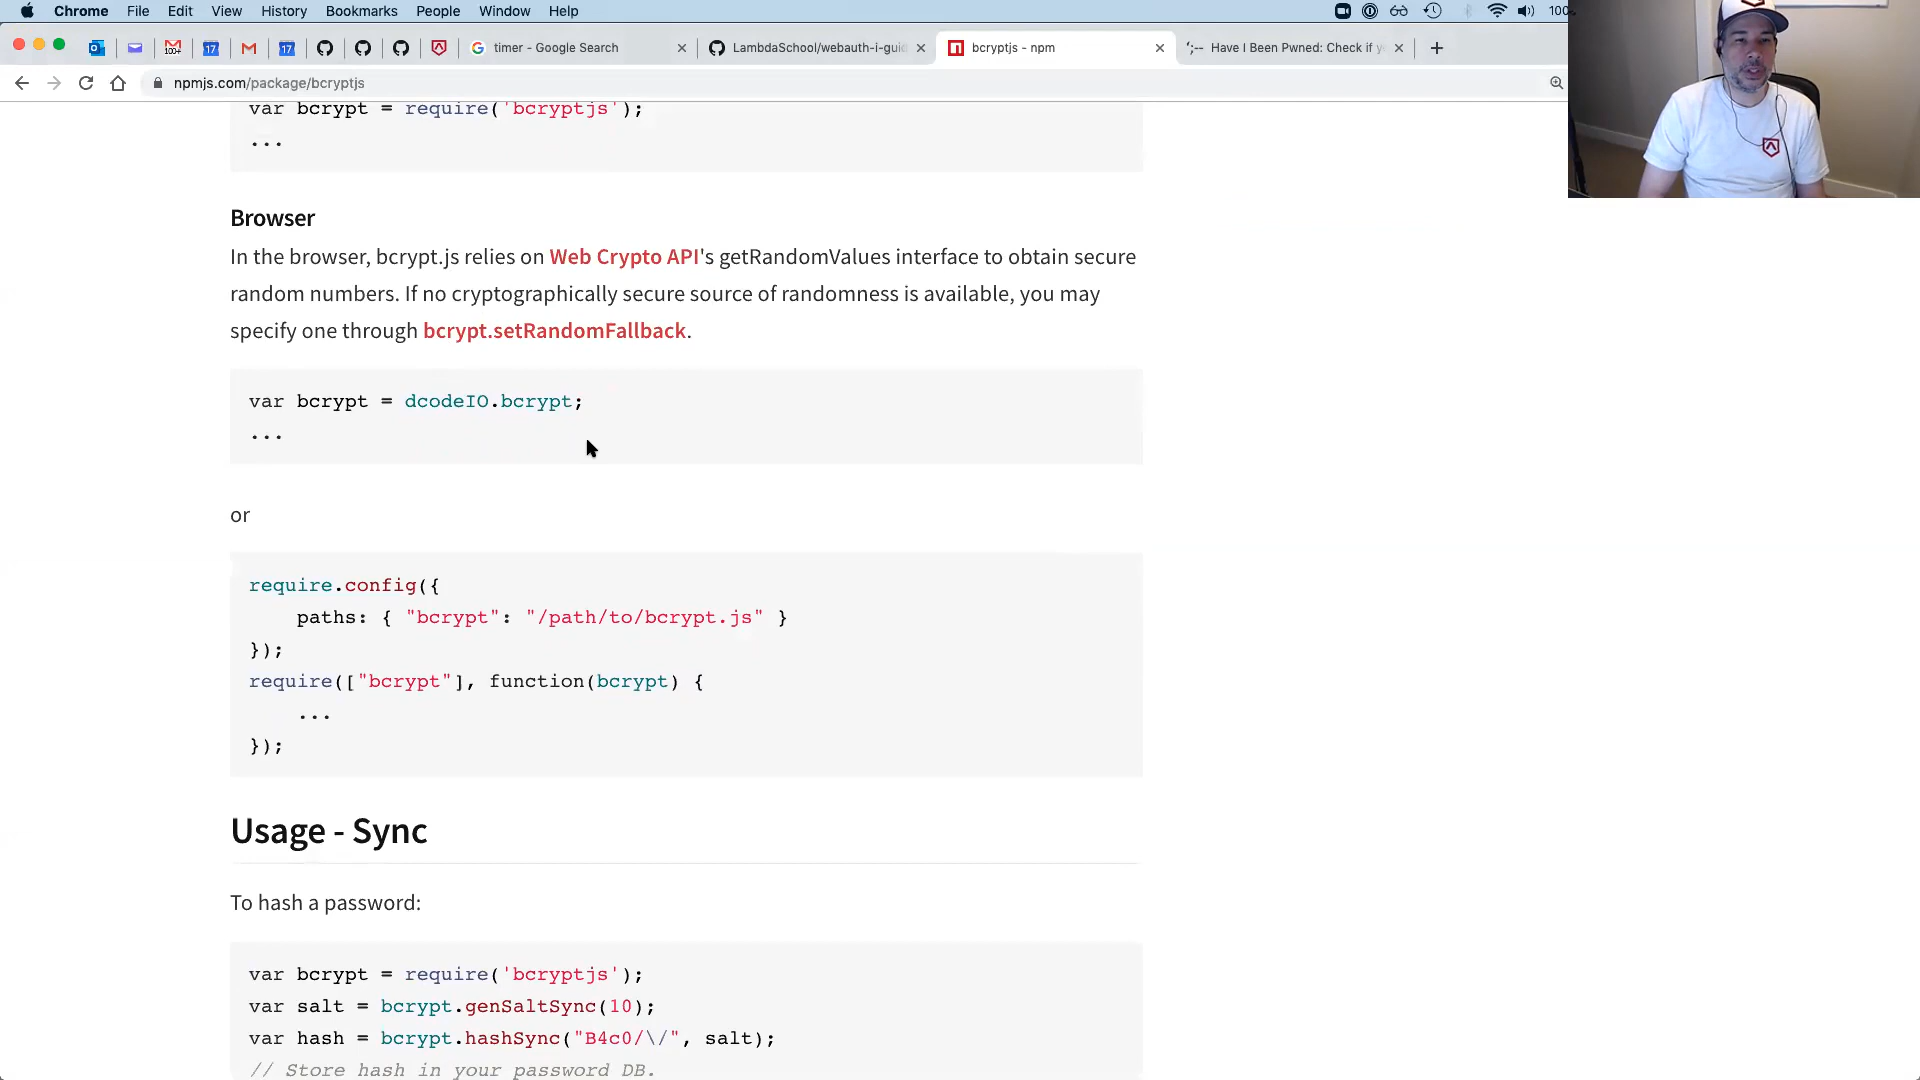 Chrome File Edit View History Bookmarks People Window Help 100
timer - Google Search LambdaSchool/webauth-i-guid bcryptjs - npm Have I Been Pwned: Check if y
npmjs.com/package/bcryptjs
var bcrypt = require('bcryptjs');
...
Browser
In the browser, bcrypt.js relies on Web Crypto API's getRandomValues interface to obtain secure
random numbers. If no cryptographically secure source of randomness is available, you may
specify one through bcrypt.setRandomFallback.
var bcrypt = dcodeIO.bcrypt;
...
or
require.config({
    paths: { "bcrypt": "/path/to/bcrypt.js" }
});
require(["bcrypt"], function(bcrypt) {
    ...
});
Usage - Sync
To hash a password:
var bcrypt = require('bcryptjs');
var salt = bcrypt.genSaltSync(10);
var hash = bcrypt.hashSync("B4c0/\/", salt);
// Store hash in your password DB.